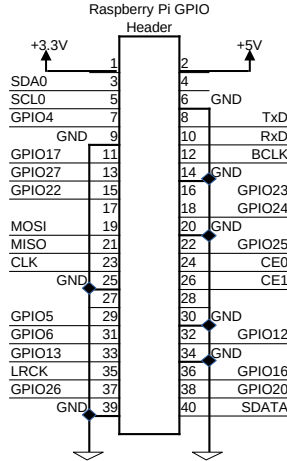 Raspberry Pi GPIO
Header
+3.3V +5V
1 2
SDA0 3 4
SCL0 5 6 GND
GPIO4 7 8 TxD
GND 9 10 RxD
GPIO17 11 12 BCLK
GPIO27 13 14 GND
GPIO22 15 16 GPIO23
17 18 GPIO24
MOSI 19 20 GND
MISO 21 22 GPIO25
CLK 23 24 CE0
GND 25 26 CE1
27 28
GPIO5 29 30 GND
GPIO6 31 32 GPIO12
GPIO13 33 34 GND
LRCK 35 36 GPIO16
GPIO26 37 38 GPIO20
GND 39 40 SDATA